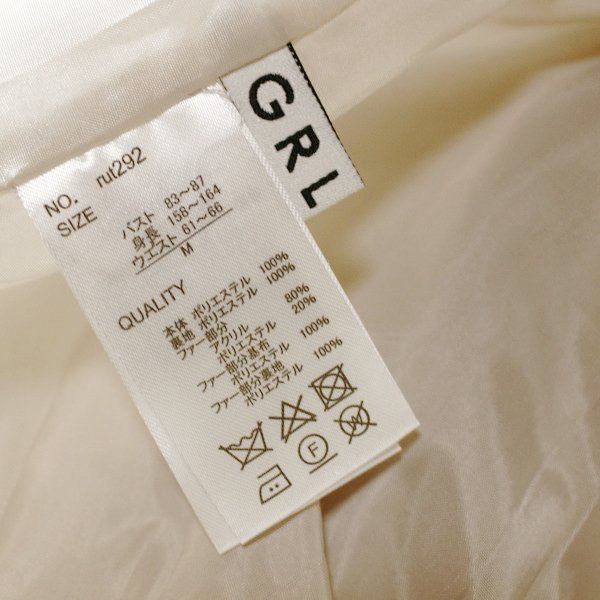 GRL
NO. rut292
SIZE
バスト 83～87
身長 158～164
ウエスト 61～66
M
QUALITY
本体 ポリエステル 100%
裏地 ポリエステル 100%
ファー部分
アクリル 80%
ポリエステル 20%
ファー部分基布
ポリエステル 100%
ファー部分裏地
ポリエステル 100%
F
W